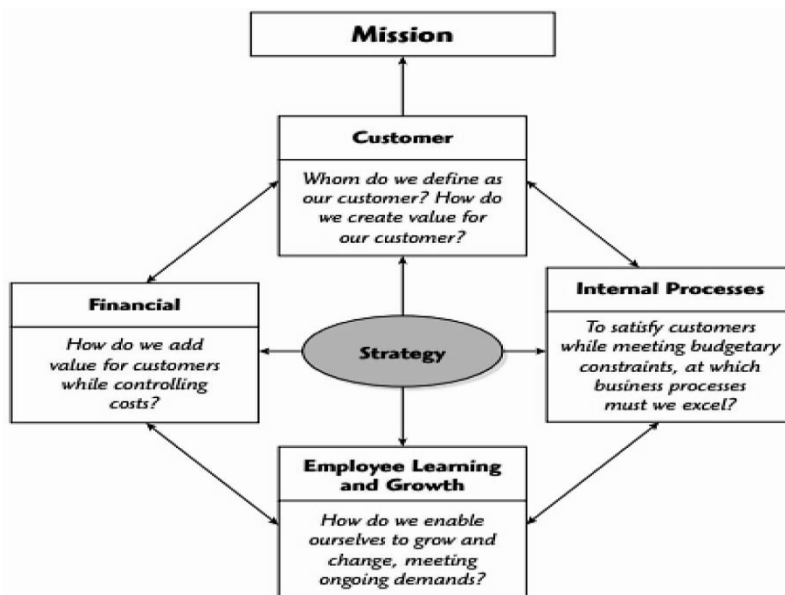 Mission
Customer
Whom do we define as
our customer? How do
we create value for
our customer?
Financial
How do we add
value for customers
while controlling
costs?
Strategy
Internal Processes
To satisfy customers
while meeting budgetary
constraints, at which
business processes
must we excel?
Employee Learning
and Growth
How do we enable
ourselves to grow and
change, meeting
ongoing demands?